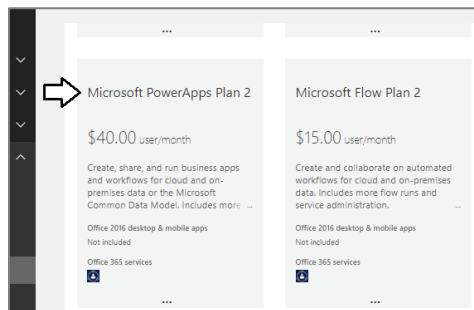 ...
...
Microsoft PowerApps Plan 2
$40.00 user/month
Create, share, and run business apps
and workflows for cloud and on-
premises data or the Microsoft
Common Data Model. Includes more ...
Office 2016 desktop & mobile apps
Not included
Office 365 services
...
Microsoft Flow Plan 2
$15.00 user/month
Create and collaborate on automated
workflows for cloud and on-premises
data. Includes more flow runs and
service administration. ...
Office 2016 desktop & mobile apps
Not included
Office 365 services
...